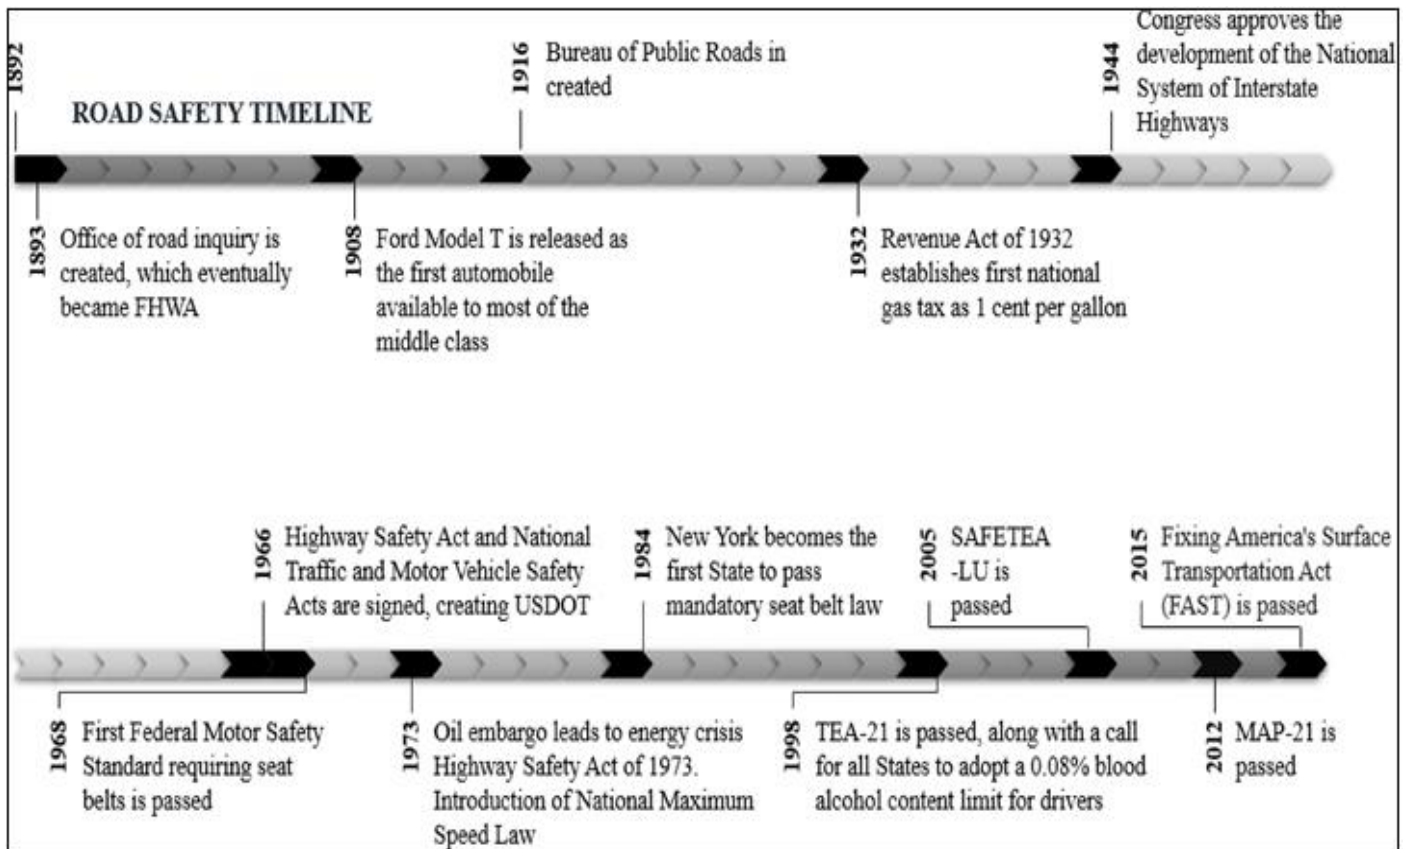 1892
ROAD SAFETY TIMELINE
1916
Bureau of Public Roads in
created
1944
Congress approves the
development of the National
System of Interstate
Highways
1893
Office of road inquiry is
created, which eventually
became FHWA
1908
Ford Model T is released as
the first automobile
available to most of the
middle class
1932
Revenue Act of 1932
establishes first national
gas tax as 1 cent per gallon
1966
Highway Safety Act and National
Traffic and Motor Vehicle Safety
Acts are signed, creating USDOT
1984
New York becomes the
first State to pass
mandatory seat belt law
2005
SAFETEA
-LU is
passed
2015
Fixing America's Surface
Transportation Act
(FAST) is passed
1968
First Federal Motor Safety
Standard requiring seat
belts is passed
1973
Oil embargo leads to energy crisis
Highway Safety Act of 1973.
Introduction of National Maximum
Speed Law
1998
TEA-21 is passed, along with a call
for all States to adopt a 0.08% blood
alcohol content limit for drivers
2012
MAP-21 is
passed